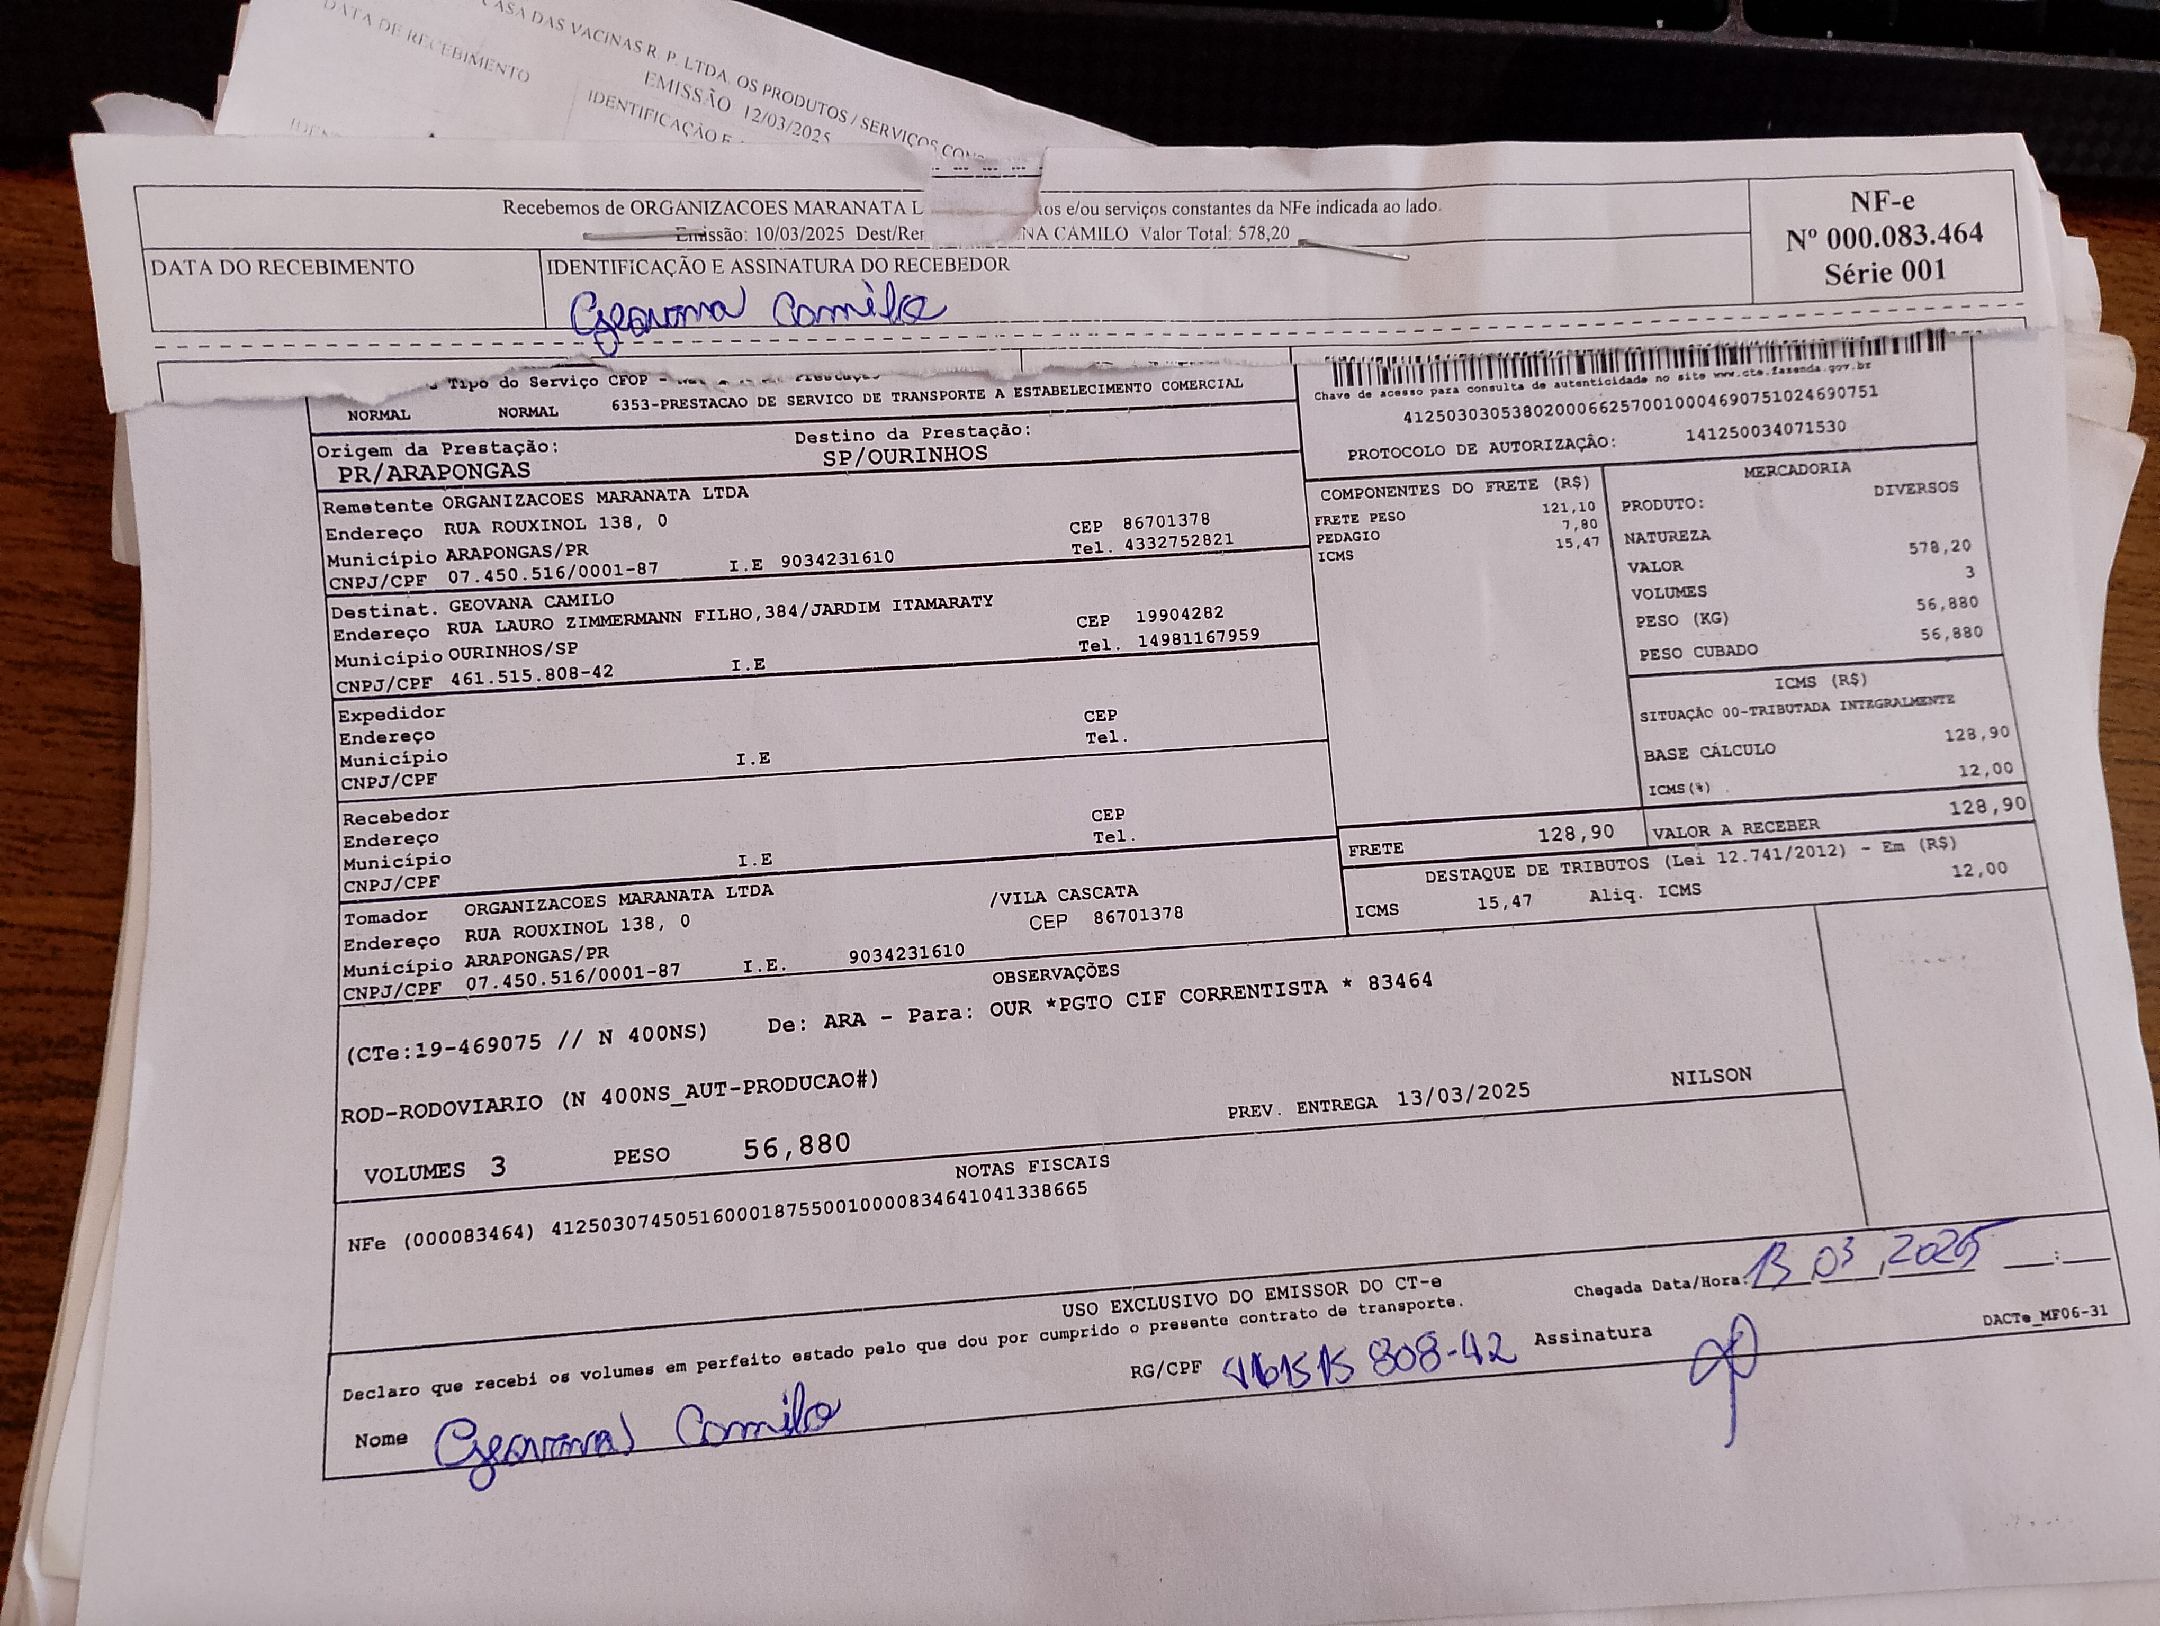 CASA DAS VACINAS R. P. LTDA. OS PRODUTOS / SERVIÇOS
DATA DE RECEBIMENTO
EMISSÃO 12/03/2025
IDENTIFICAÇÃO E
Recebemos de ORGANIZACOES MARANATA L
os e/ou serviços constantes da NFe indicada ao lado.
Emissão: 10/03/2025 Dest/Rer
NA CAMILO Valor Total: 578,20
NF-e
Nº 000.083.464
Série 001
DATA DO RECEBIMENTO
IDENTIFICAÇÃO E ASSINATURA DO RECEBEDOR
Geovana Camilo
Tipo do Serviço CFOP -
NORMAL NORMAL 6353-PRESTACAO DE SERVICO DE TRANSPORTE A ESTABELECIMENTO COMERCIAL
Chave de acesso para consulta de autenticidade no site www.cte.fazenda.gov.br
41250303053802000662570010004690751024690751
PROTOCOLO DE AUTORIZAÇÃO: 141250034071530
Origem da Prestação:
PR/ARAPONGAS
Destino da Prestação:
SP/OURINHOS
Remetente ORGANIZACOES MARANATA LTDA
Endereço RUA ROUXINOL 138, 0 CEP 86701378
Município ARAPONGAS/PR Tel. 4332752821
CNPJ/CPF 07.450.516/0001-87 I.E 9034231610
Destinat. GEOVANA CAMILO
Endereço RUA LAURO ZIMMERMANN FILHO,384/JARDIM ITAMARATY CEP 19904282
Município OURINHOS/SP Tel. 14981167959
CNPJ/CPF 461.515.808-42 I.E
Expedidor
Endereço CEP
Município Tel.
CNPJ/CPF I.E
Recebedor
Endereço CEP
Município Tel.
CNPJ/CPF I.E
Tomador ORGANIZACOES MARANATA LTDA
Endereço RUA ROUXINOL 138, 0 /VILA CASCATA
Município ARAPONGAS/PR CEP 86701378
CNPJ/CPF 07.450.516/0001-87 I.E. 9034231610
COMPONENTES DO FRETE (R$)
FRETE PESO 121,10
PEDAGIO 7,80
ICMS 15,47
MERCADORIA
PRODUTO: DIVERSOS
NATUREZA
VALOR 578,20
VOLUMES 3
PESO (KG) 56,880
PESO CUBADO 56,880
ICMS (R$)
SITUAÇÃO 00-TRIBUTADA INTEGRALMENTE
BASE CÁLCULO 128,90
ICMS(%) 12,00
FRETE 128,90
VALOR A RECEBER 128,90
DESTAQUE DE TRIBUTOS (Lei 12.741/2012) - Em (R$)
ICMS 15,47 Aliq. ICMS 12,00
OBSERVAÇÕES
(CTe:19-469075 // N 400NS) De: ARA - Para: OUR *PGTO CIF CORRENTISTA * 83464
ROD-RODOVIARIO (N 400NS_AUT-PRODUCAO#)
PREV. ENTREGA 13/03/2025 NILSON
VOLUMES 3 PESO 56,880
NOTAS FISCAIS
NFe (000083464) 41250307450516000187550010000834641041338665
USO EXCLUSIVO DO EMISSOR DO CT-e
Chegada Data/Hora: 13 03 2025 :
Declaro que recebi os volumes em perfeito estado pelo que dou por cumprido o presente contrato de transporte.
DACTe_MF06-31
Nome Geovana Camilo RG/CPF 461515 808-42 Assinatura